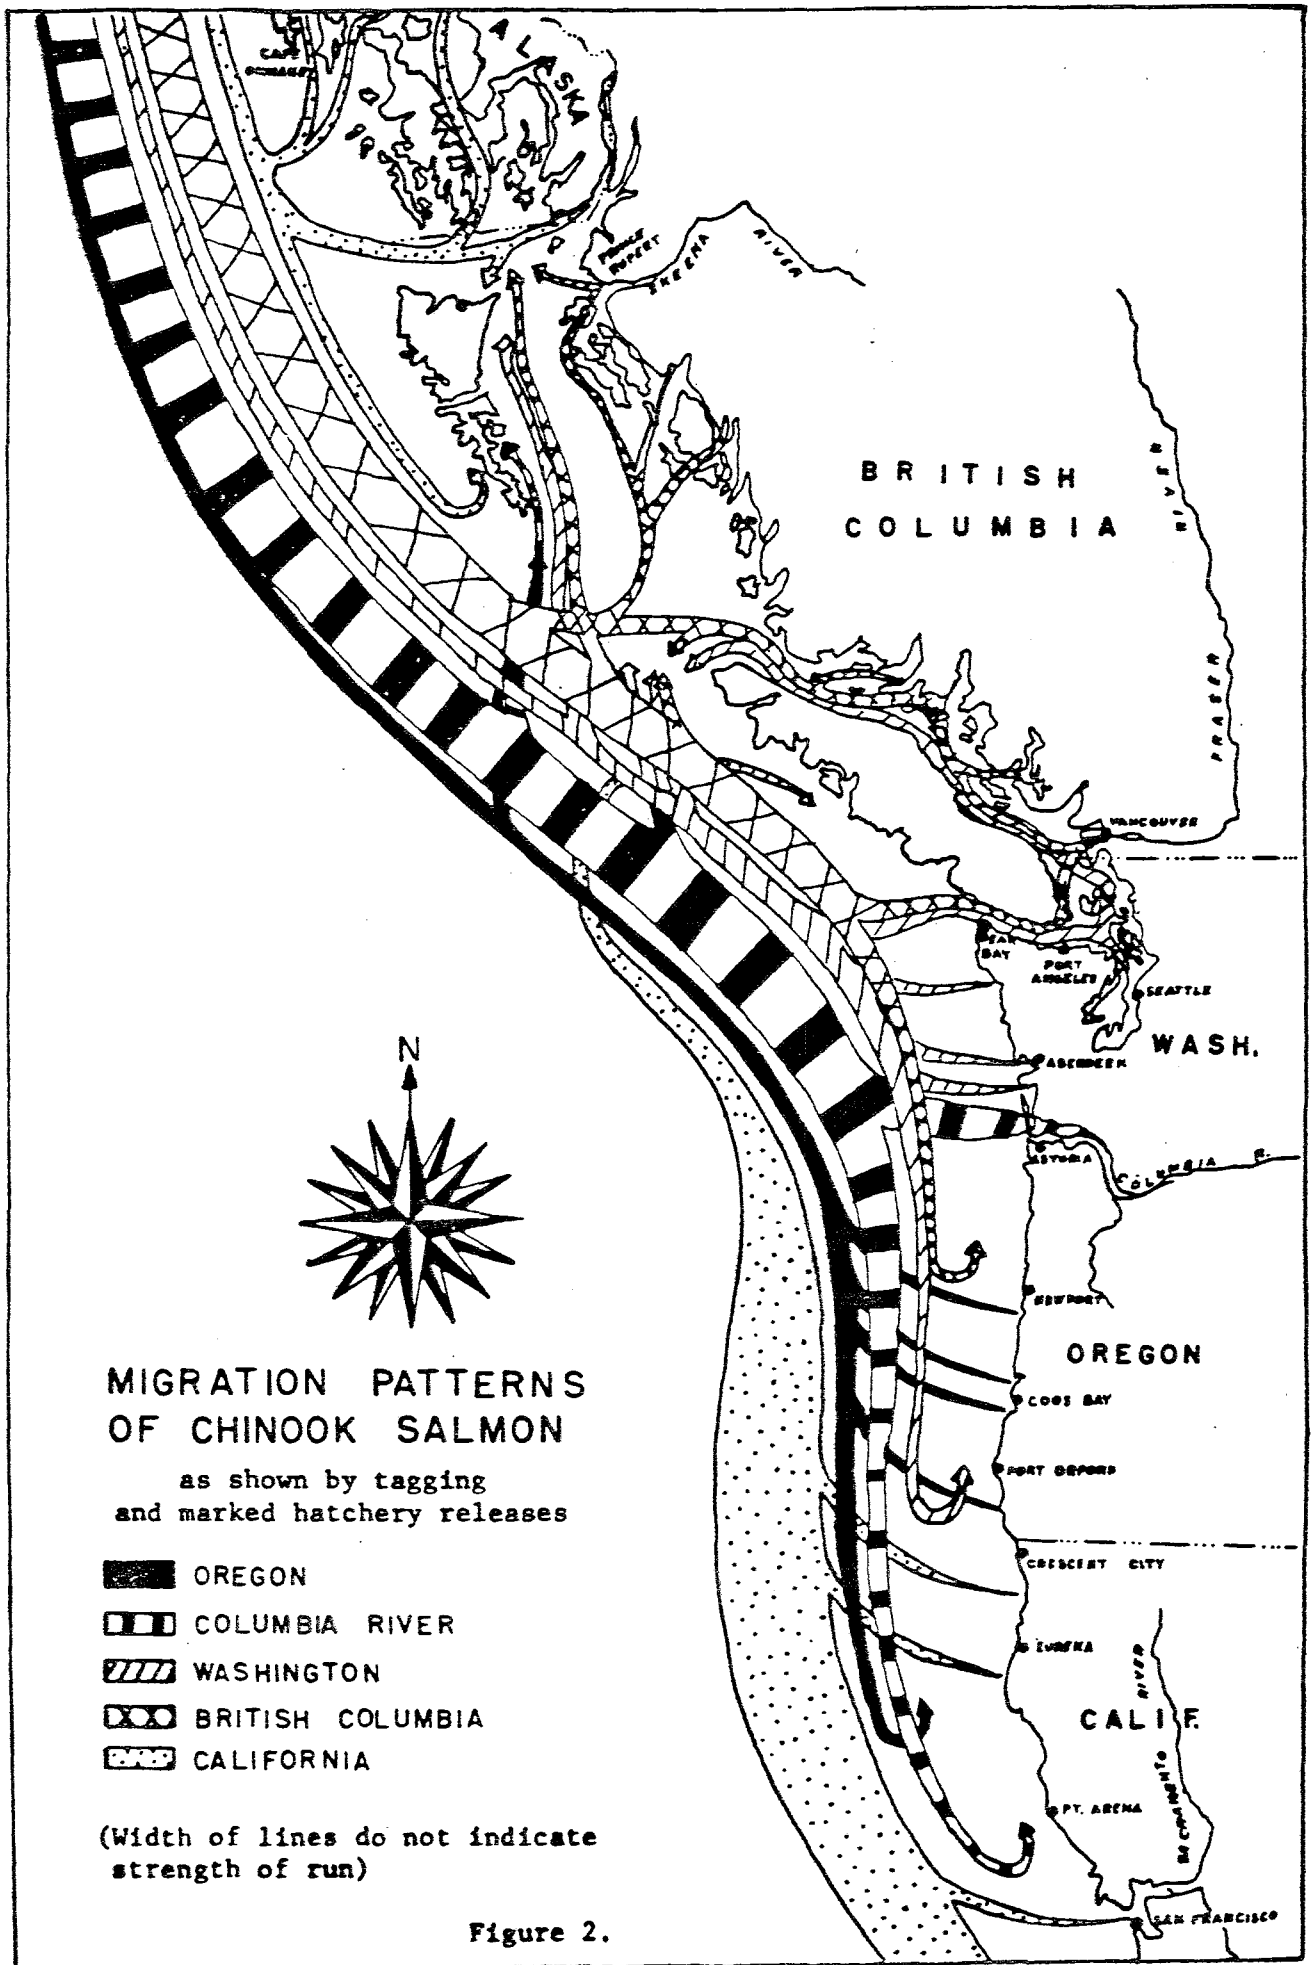 ALASKA
CAPE
PRINCE
RUPERT
SKEENA
RIVER
BRITISH
COLUMBIA
RIVER
FRASER
VANCOUVER
BAY
PORT
ANGELES
SEATTLE
WASH.
ABERDEEN
ASTORIA
COLUMBIA R.
N
NEWPORT
OREGON
COOS BAY
PORT ORFORD
CRESCENT CITY
EUREKA
RIVER
CALIF.
SACRAMENTO
PT. ARENA
SAN FRANCISCO
MIGRATION PATTERNS
OF CHINOOK SALMON
as shown by tagging
and marked hatchery releases
OREGON
COLUMBIA RIVER
WASHINGTON
BRITISH COLUMBIA
CALIFORNIA
(Width of lines do not indicate
strength of run)
Figure 2.